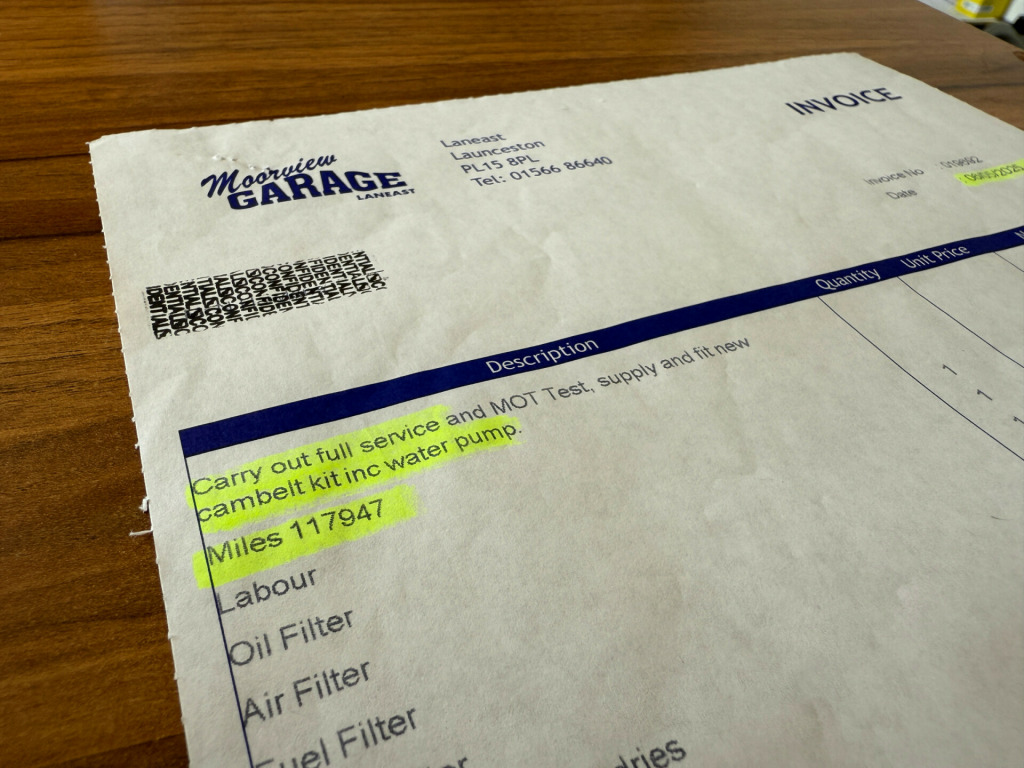 Moorview
GARAGE
LANEAST
Laneast
Launceston
PL15 8PL
Tel: 01566 86640
INVOICE
Invoice No
Date
Description
Quantity
Unit Price
Carry out full service and MOT Test, supply and fit new
cambelt kit inc water pump.
1
Miles 117947
1
Labour
1
Oil Filter
Air Filter
Fuel Filter